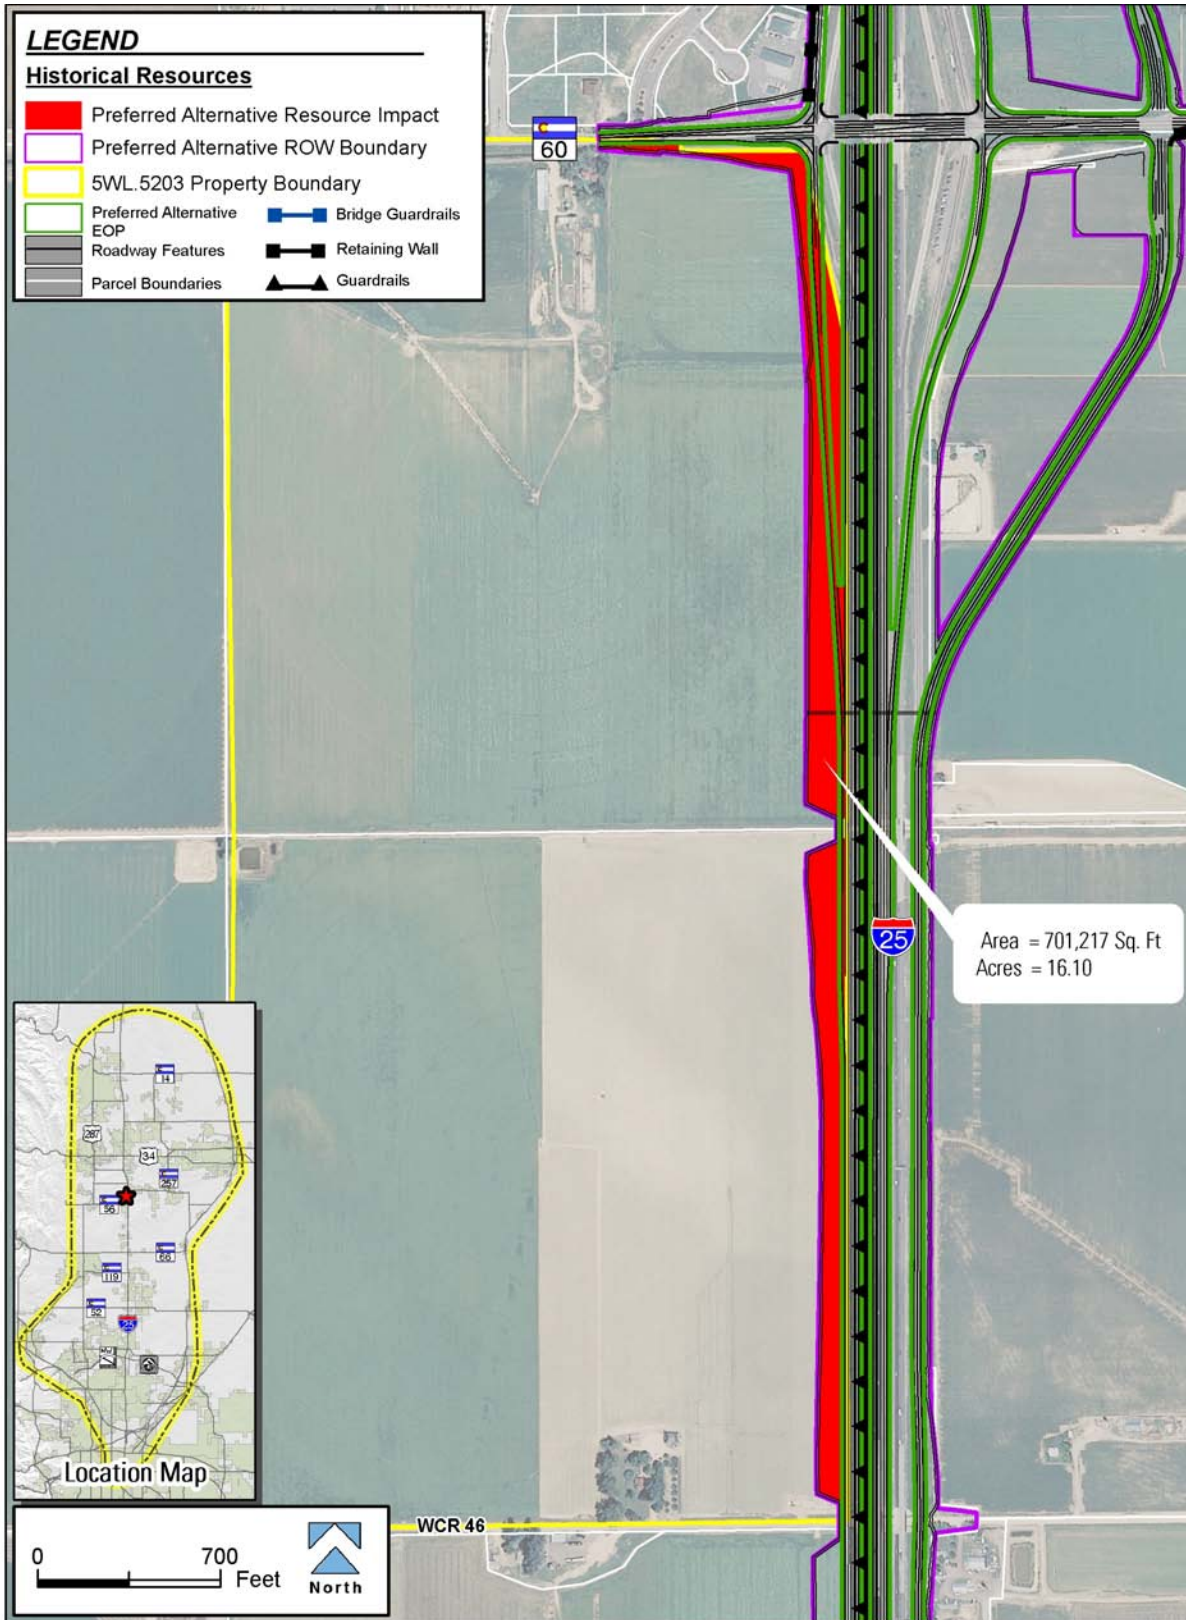 LEGEND
Historical Resources
Preferred Alternative Resource Impact
Preferred Alternative ROW Boundary
5WL.5203 Property Boundary
Preferred Alternative
EOP
Bridge Guardrails
Roadway Features
Retaining Wall
Parcel Boundaries
Guardrails
60
25
Area = 701,217 Sq. Ft
Acres = 16.10
14
287
34
257
56
66
119
52
25
Location Map
WCR 46
0 700
Feet
North